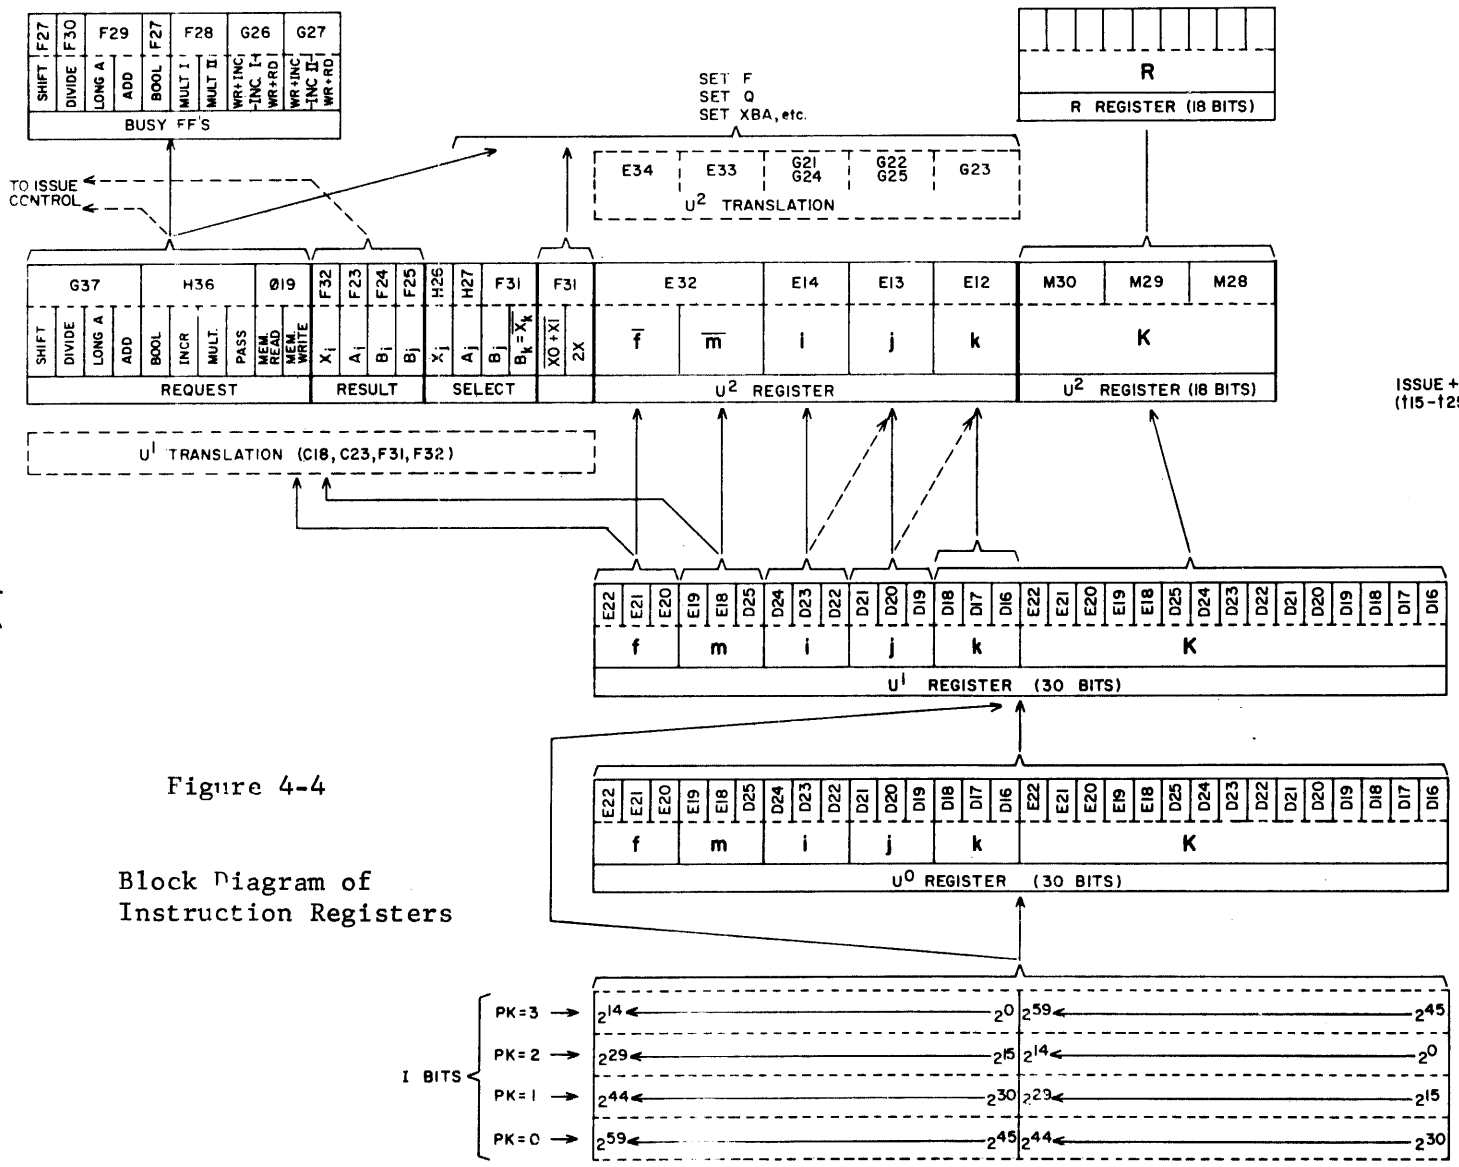 F27 F30 F29 F27 F28 G26 G27
SHIFT DIVIDE LONG A ADD BOOL MULT I MULT II WR+INC -INC. I- WR+RD WR+INC -INC II- WR+RD
BUSY FF'S
R
R REGISTER (18 BITS)
SET F
SET Q
SET XBA, etc.
E34 E33 G21 G24 G22 G25 G23
U² TRANSLATION
TO ISSUE
CONTROL
G37 H36 Ø19 F32 F23 F24 F25 H26 H27 F31 F31 E32 E14 E13 E12 M30 M29 M28
SHIFT DIVIDE LONG A ADD BOOL INCR MULT. PASS MEM. READ MEM. WRITE Xi Ai Bi Bj Xj Aj Bj Bk = X̅k̅ X̅0̅ ̅+̅ ̅X̅I̅ 2X f̅ m̅ i j k K
REQUEST RESULT SELECT U² REGISTER U² REGISTER (18 BITS)
ISSUE +
(t15-t25
U¹ TRANSLATION (C18, C23, F31, F32)
E22 E21 E20 E19 E18 D25 D24 D23 D22 D21 D20 D19 D18 D17 D16 E22 E21 E20 E19 E18 D25 D24 D23 D22 D21 D20 D19 D18 D17 D16
f m i j k K
U¹ REGISTER (30 BITS)
E22 E21 E20 E19 E18 D25 D24 D23 D22 D21 D20 D19 D18 D17 D16 E22 E21 E20 E19 E18 D25 D24 D23 D22 D21 D20 D19 D18 D17 D16
f m i j k K
U⁰ REGISTER (30 BITS)
Figure 4-4
Block Diagram of
Instruction Registers
I BITS
PK=3 → 2¹⁴ 2⁰ 2⁵⁹ 2⁴⁵
PK=2 → 2²⁹ 2¹⁵ 2¹⁴ 2⁰
PK=1 → 2⁴⁴ 2³⁰ 2²⁹ 2¹⁵
PK=0 → 2⁵⁹ 2⁴⁵ 2⁴⁴ 2³⁰